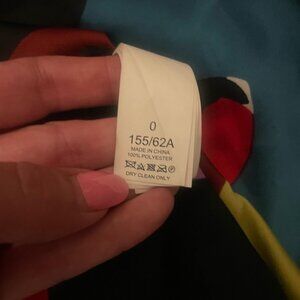 0
155/62A
MADE IN CHINA
100% POLYESTER
DRY CLEAN ONLY